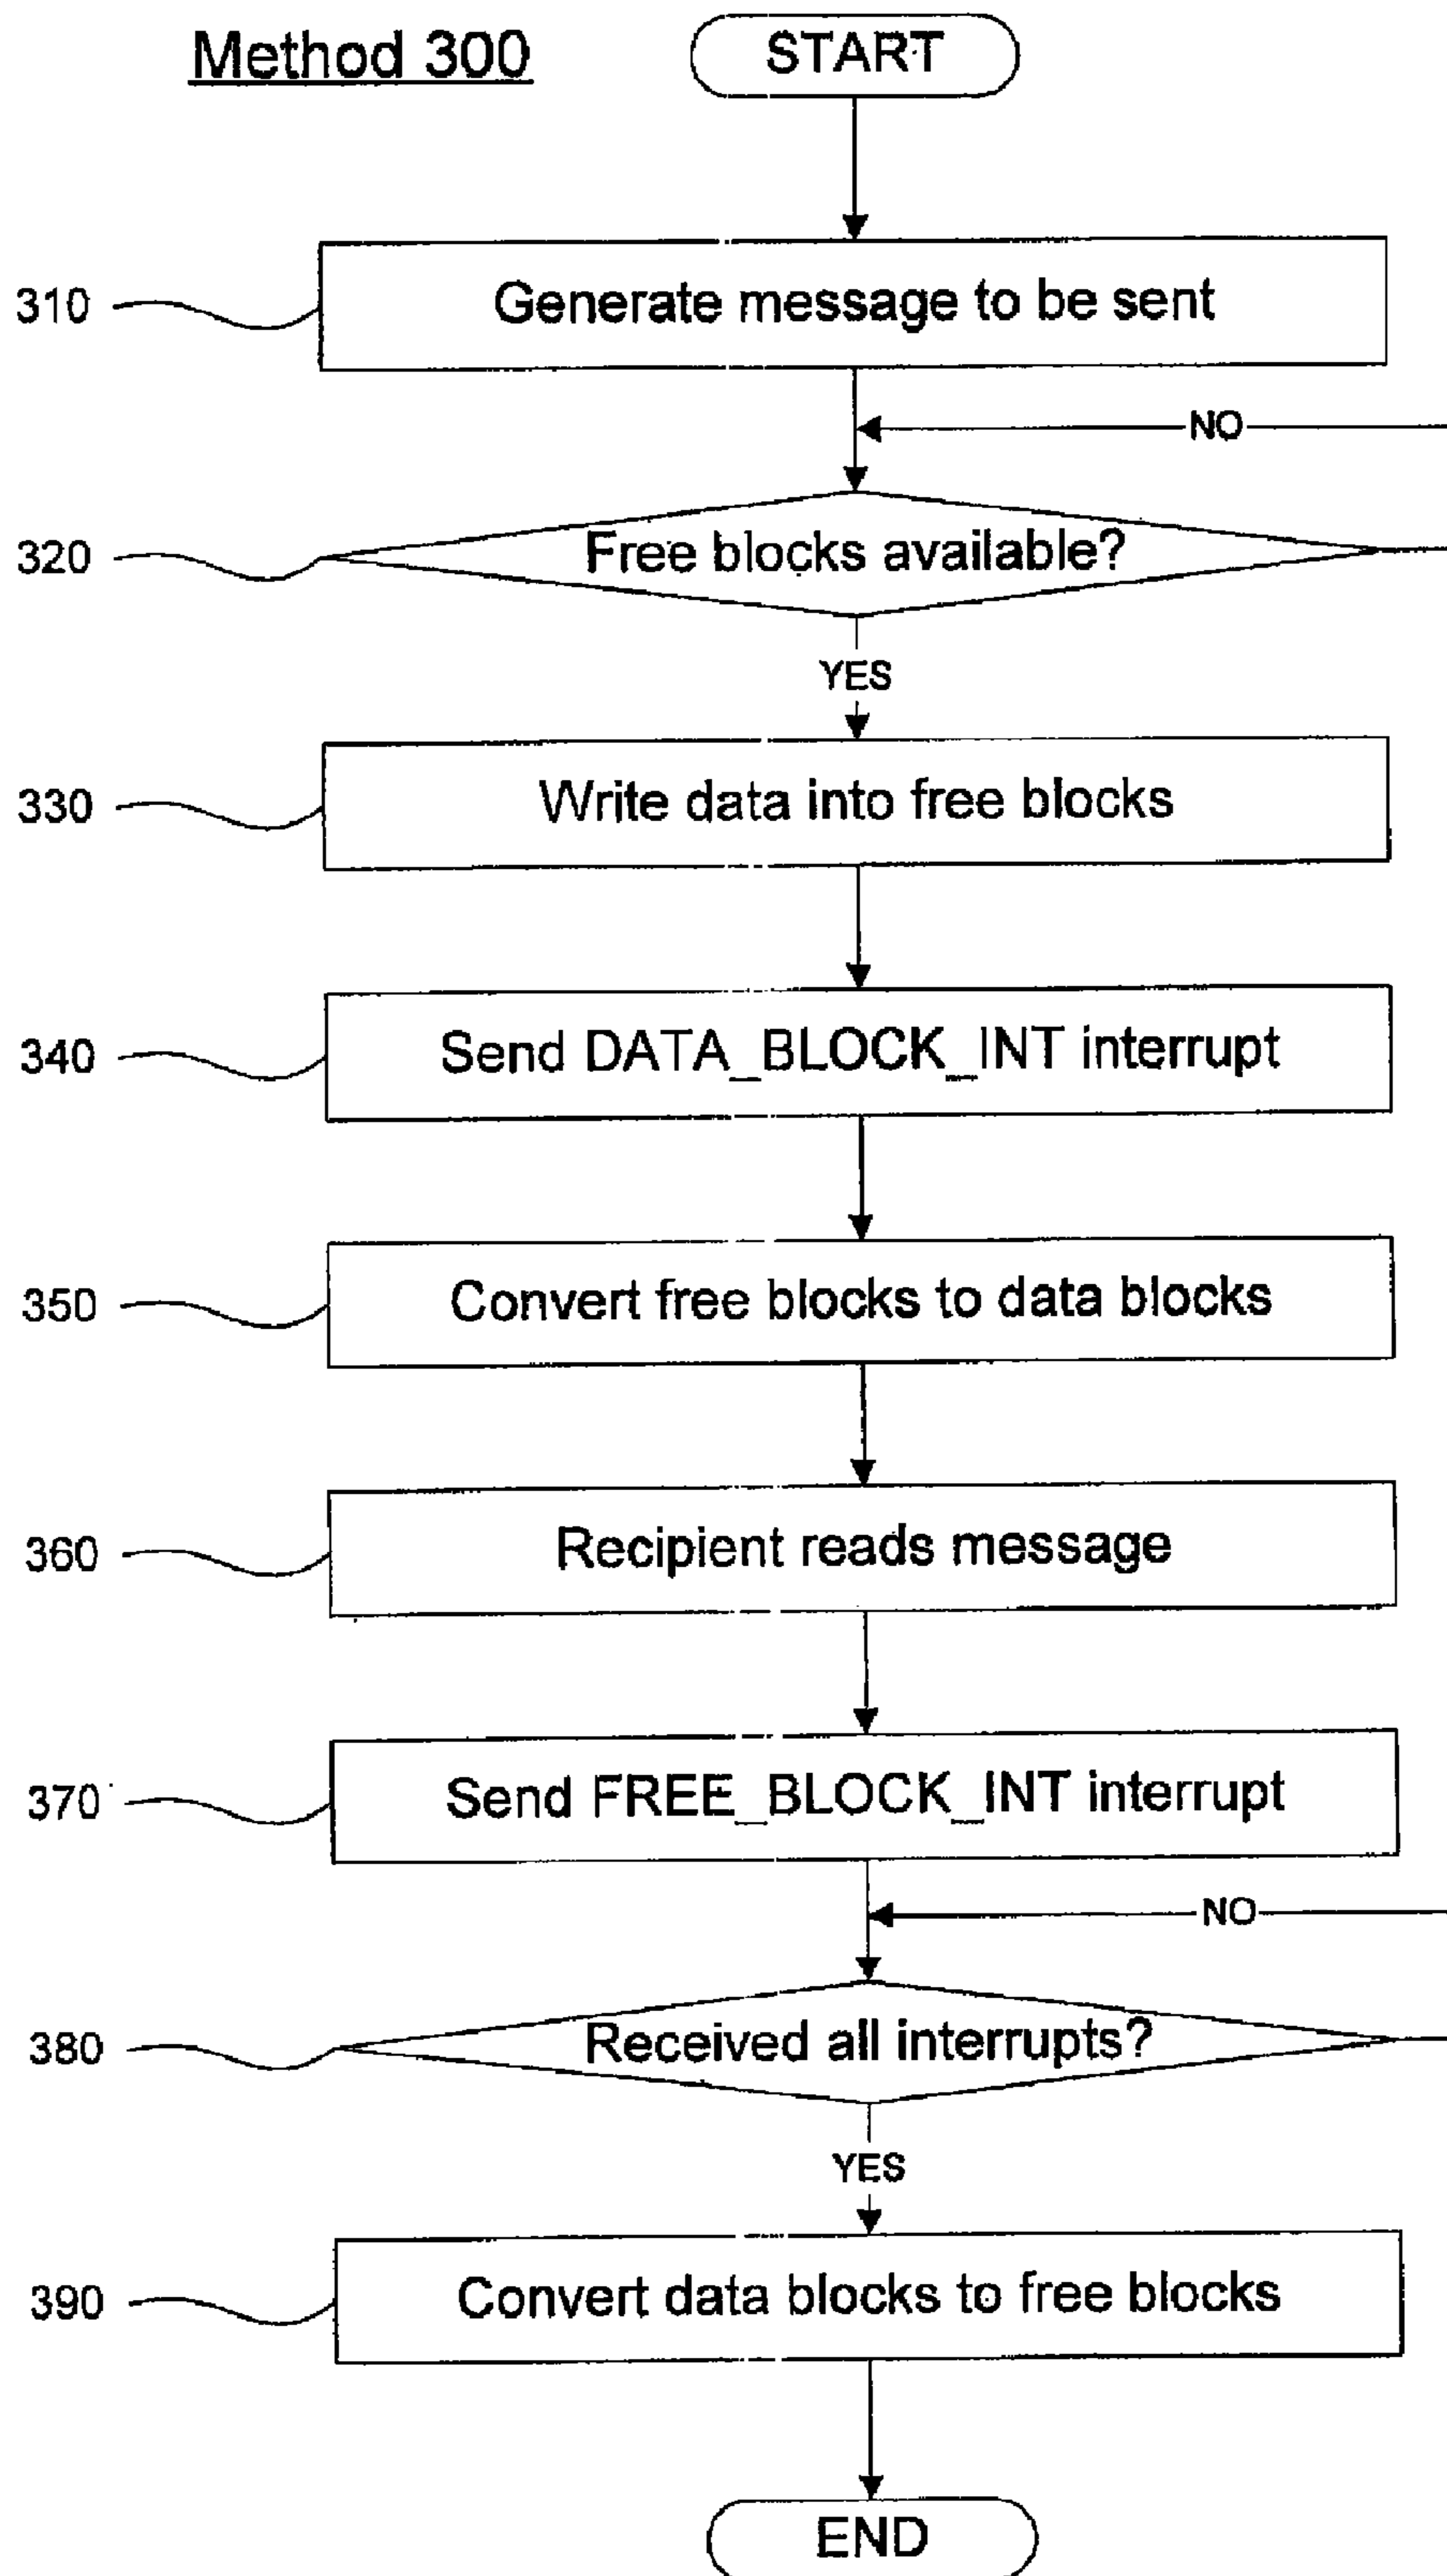 Method 300
START
310
Generate message to be sent
NO
320
Free blocks available?
YES
330
Write data into free blocks
340
Send DATA_BLOCK_INT interrupt
350
Convert free blocks to data blocks
360
Recipient reads message
370
Send FREE_BLOCK_INT interrupt
NO
380
Received all interrupts?
YES
390
Convert data blocks to free blocks
END